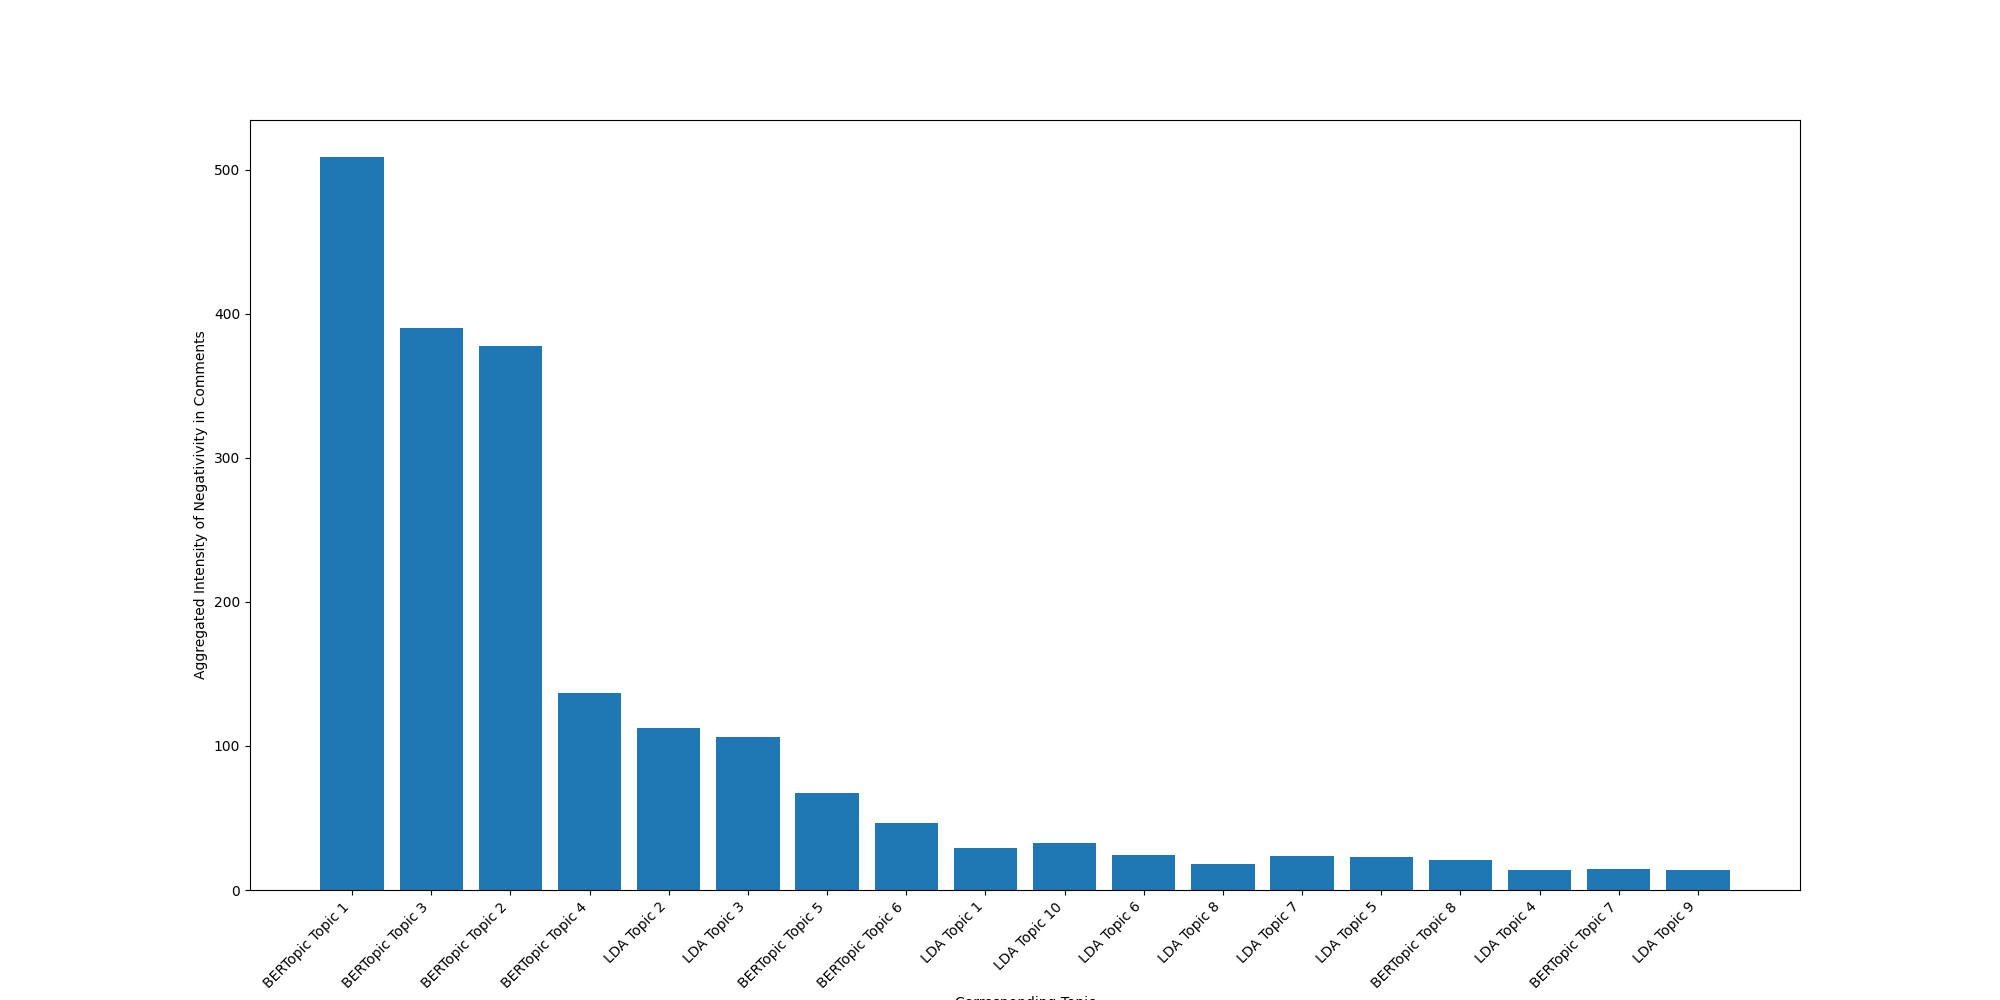 500
400
300
200
100
0
Aggregated Intensity of Negativivity in Comments
BERTopic Topic 1
BERTopic Topic 3
BERTopic Topic 2
BERTopic Topic 4
LDA Topic 2
LDA Topic 3
BERTopic Topic 5
BERTopic Topic 6
LDA Topic 1
LDA Topic 10
LDA Topic 6
LDA Topic 8
LDA Topic 7
LDA Topic 5
BERTopic Topic 8
LDA Topic 4
BERTopic Topic 7
LDA Topic 9
Corresponding Topic